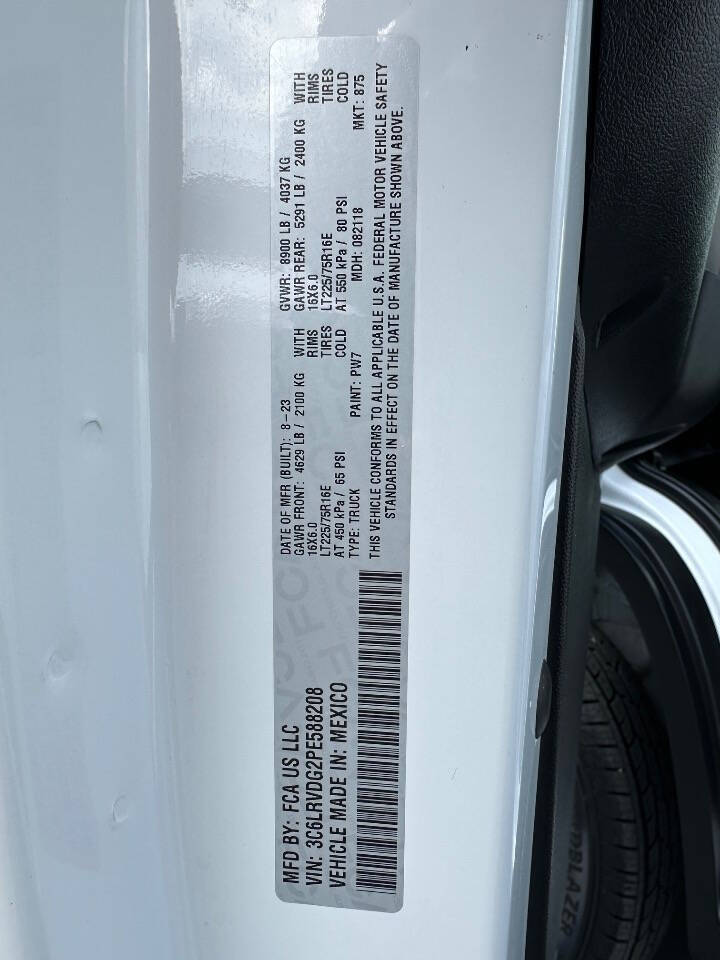 MFD BY: FCA US LLC
VIN: 3C6LRVDG2PE588208
VEHICLE MADE IN: MEXICO
DATE OF MFR (BUILT): 8-23 GVWR: 8900 LB / 4037 KG
GAWR FRONT: 4629 LB / 2100 KG WITH GAWR REAR: 5291 LB / 2400 KG WITH
16X6.0 RIMS 16X6.0 RIMS
LT225/75R16E TIRES LT225/75R16E TIRES
AT 450 kPa / 65 PSI COLD AT 550 kPa / 80 PSI COLD
TYPE: TRUCK PAINT: PW7 MDH: 082118 MKT: 875
THIS VEHICLE CONFORMS TO ALL APPLICABLE U.S.A. FEDERAL MOTOR VEHICLE SAFETY
STANDARDS IN EFFECT ON THE DATE OF MANUFACTURE SHOWN ABOVE.